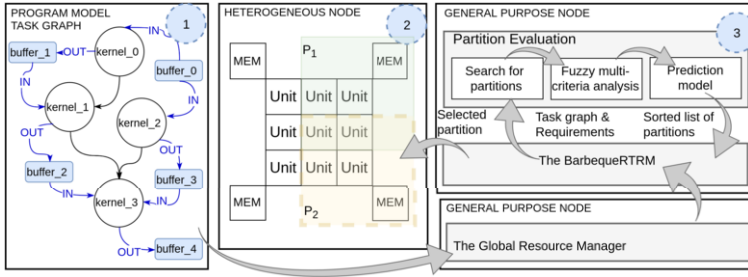 PROGRAM MODEL
TASK GRAPH
1
buffer_1
OUT
kernel_0
IN
buffer_0
IN
IN
kernel_1
kernel_2
OUT
OUT
buffer_2
buffer_3
IN
IN
kernel_3
OUT
buffer_4
HETEROGENEOUS NODE
2
MEM
P1
MEM
Unit Unit Unit
Unit Unit Unit
Unit Unit Unit
MEM
P2
MEM
GENERAL PURPOSE NODE
3
Partition Evaluation
Search for
partitions
Fuzzy multi-
criteria analysis
Prediction
model
Selected
partition
Task graph &
Requirements
Sorted list of
partitions
The BarbequeRTRM
GENERAL PURPOSE NODE
The Global Resource Manager